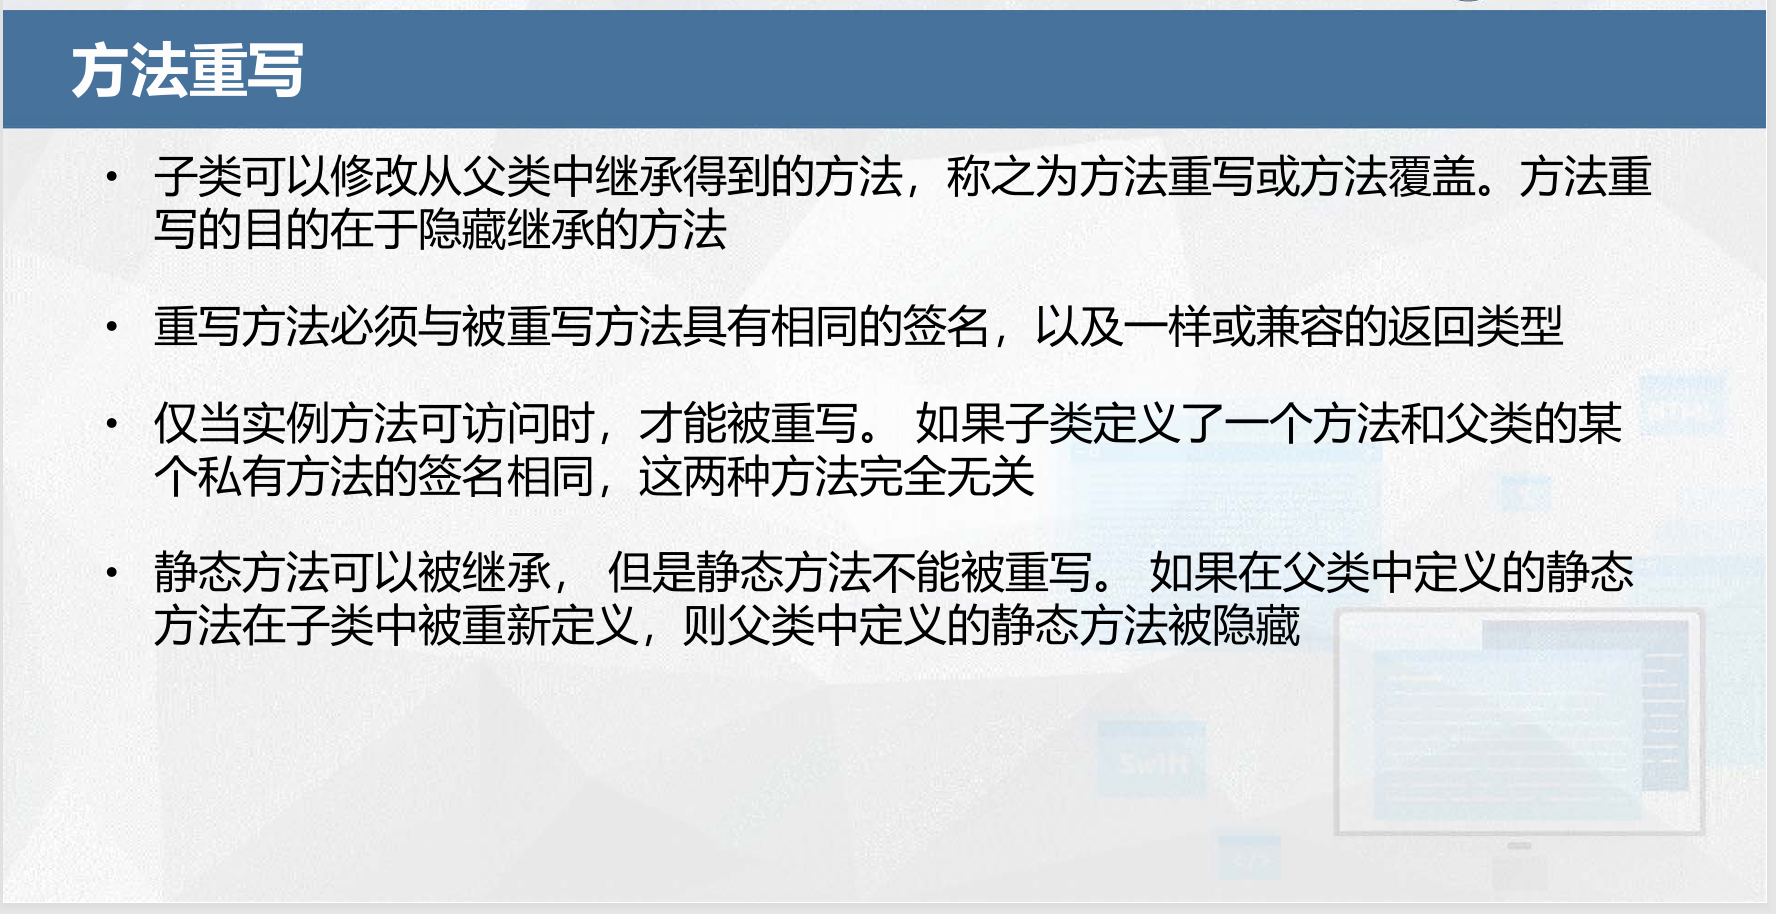 方法重写
• 子类可以修改从父类中继承得到的方法，称之为方法重写或方法覆盖。方法重
写的目的在于隐藏继承的方法
• 重写方法必须与被重写方法具有相同的签名，以及一样或兼容的返回类型
• 仅当实例方法可访问时，才能被重写。 如果子类定义了一个方法和父类的某
个私有方法的签名相同，这两种方法完全无关
• 静态方法可以被继承， 但是静态方法不能被重写。 如果在父类中定义的静态
方法在子类中被重新定义，则父类中定义的静态方法被隐藏
Swift
</>